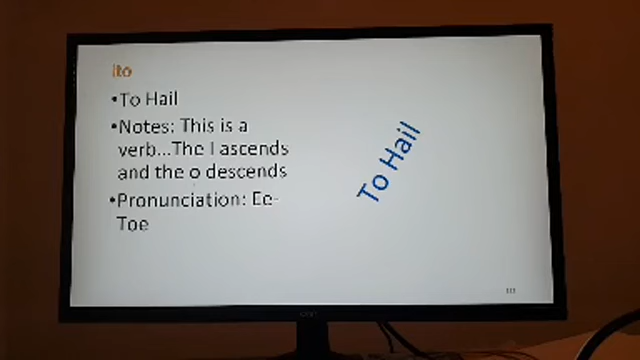 ito
•To Hail
•Notes: This is a
verb...The I ascends
and the o descends
•Pronunciation: Ee-
Toe
To Hail